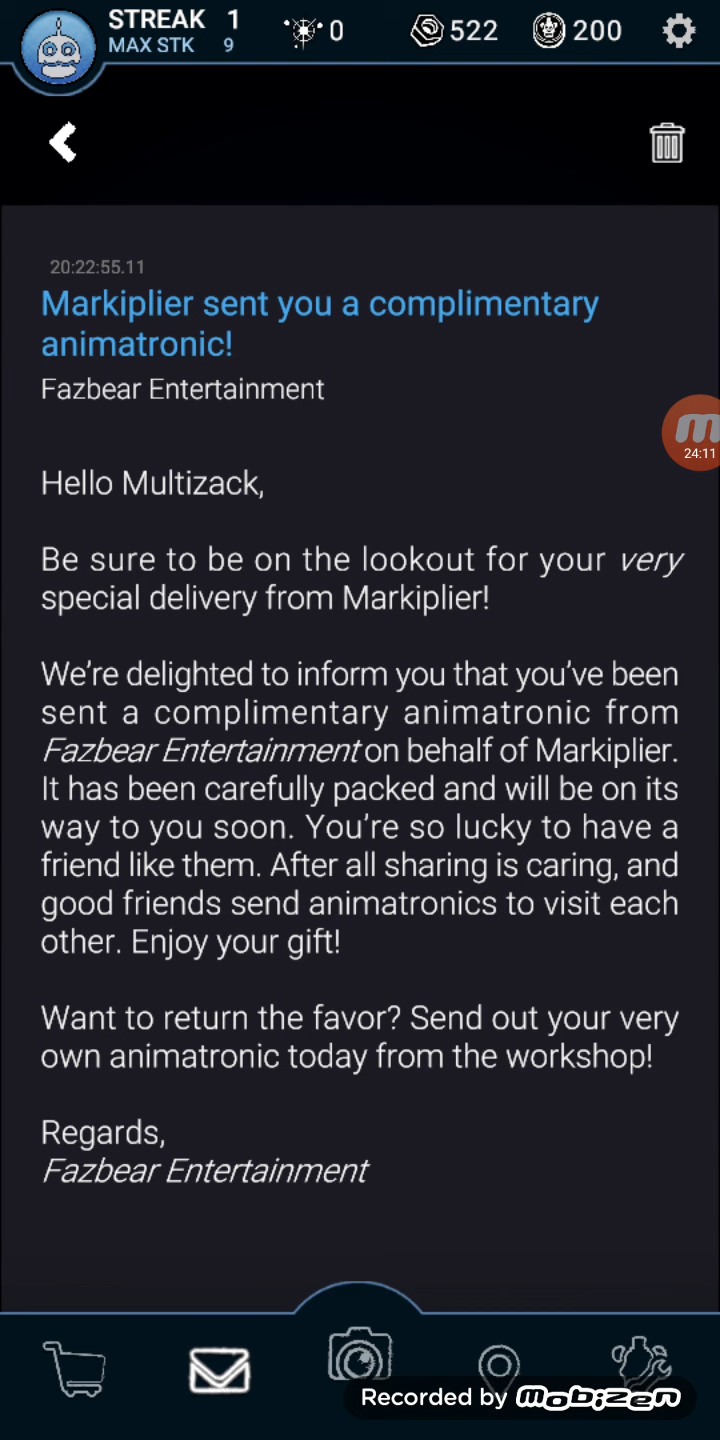 STREAK 1
MAX STK 9
0
522
200
20:22:55.11
Markiplier sent you a complimentary
animatronic!
Fazbear Entertainment
24:11
Hello Multizack,
Be sure to be on the lookout for your very
special delivery from Markiplier!
We’re delighted to inform you that you’ve been
sent a complimentary animatronic from
Fazbear Entertainment on behalf of Markiplier.
It has been carefully packed and will be on its
way to you soon. You’re so lucky to have a
friend like them. After all sharing is caring, and
good friends send animatronics to visit each
other. Enjoy your gift!
Want to return the favor? Send out your very
own animatronic today from the workshop!
Regards,
Fazbear Entertainment
Recorded by mobizen